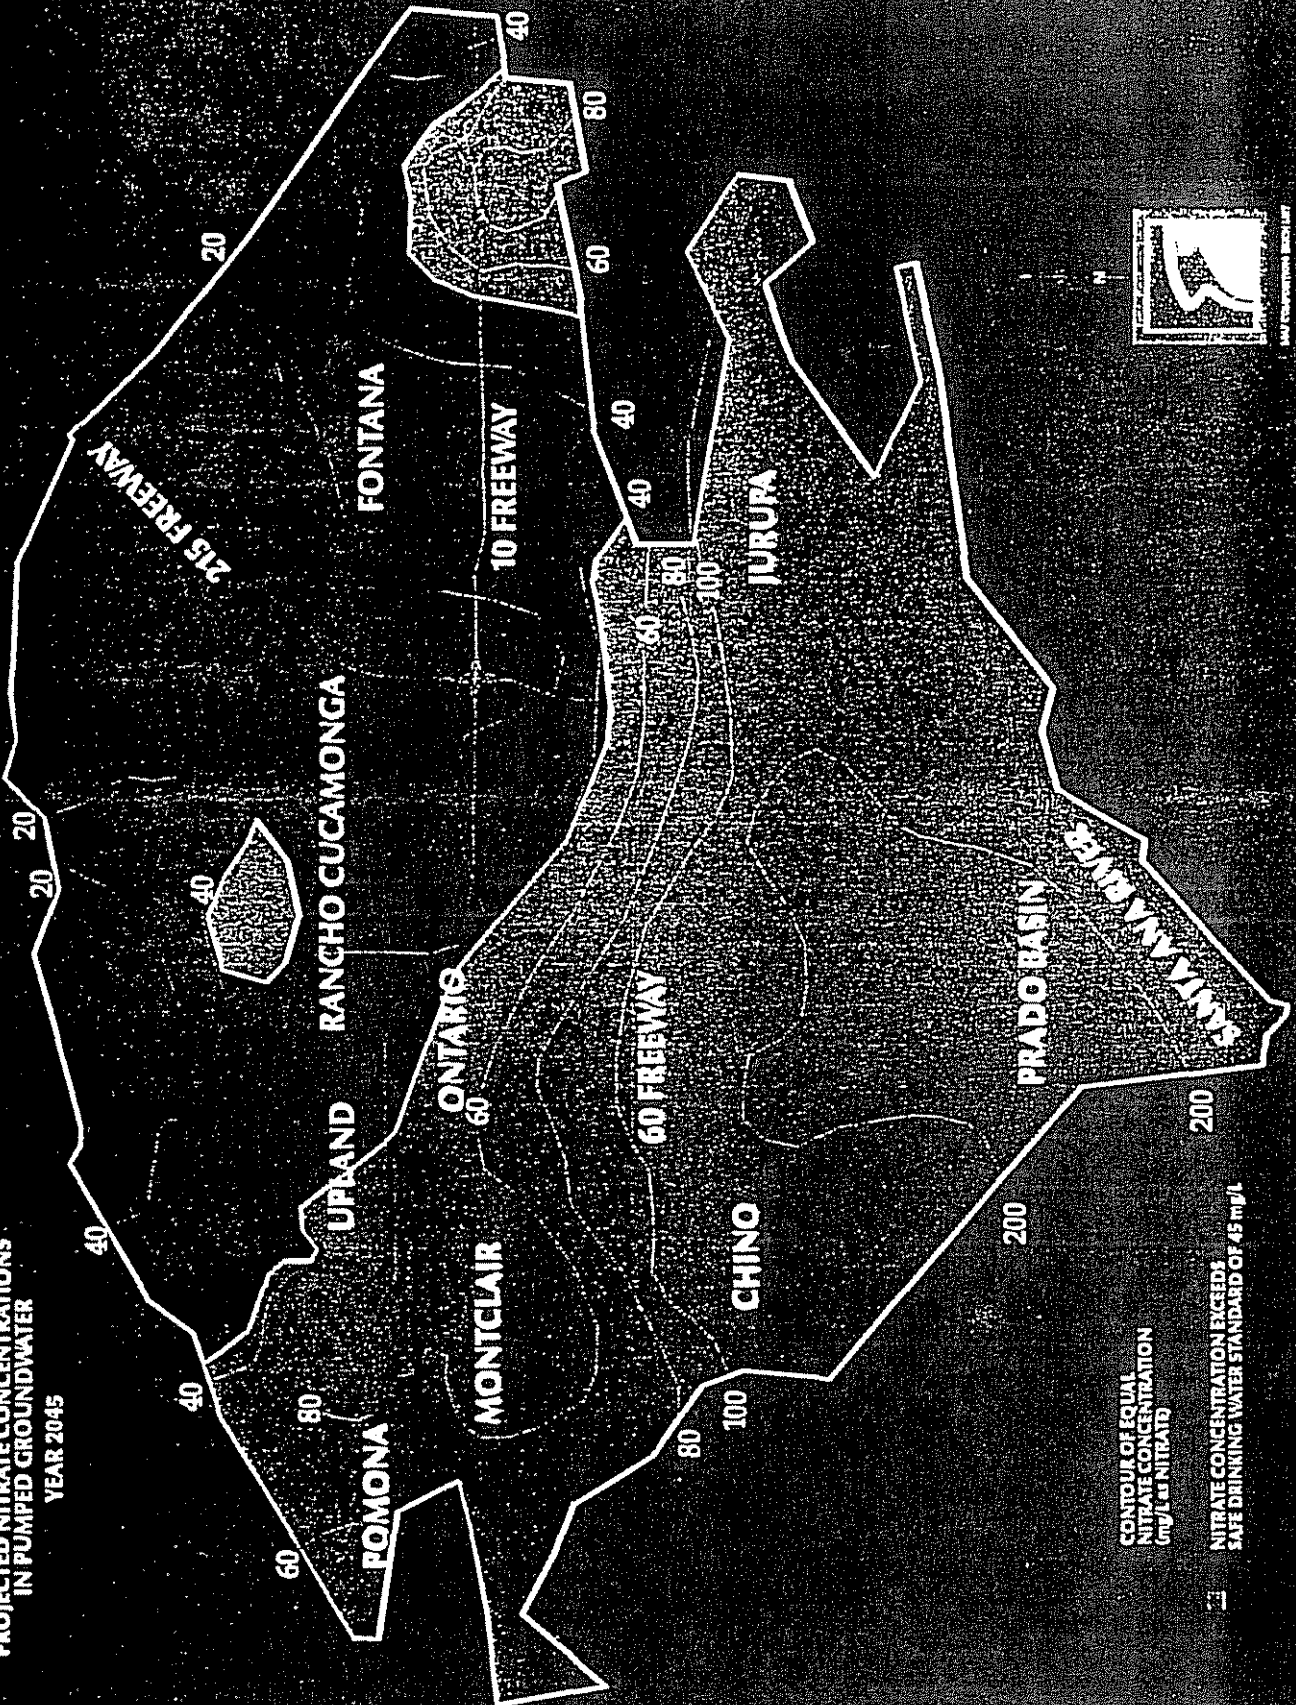 PROJECTED NITRATE CONCENTRATIONS
IN PUMPED GROUNDWATER
YEAR 2045
40
20
20
20
40
40
60
80
40
215 FREEWAY
RANCHO CUCAMONGA
FONTANA
UPLAND
POMONA
ONTARIO
10 FREEWAY
MONTCLAIR
60
40
80
60
40
40
60
80
100
60 FREEWAY
JURUPA
CHINO
80
100
PRADO BASIN
SANTA ANA RIVER
200
200
CONTOUR OF EQUAL
NITRATE CONCENTRATION
(mg/L as NITRATE)
NITRATE CONCENTRATION EXCEEDS
SAFE DRINKING WATER STANDARD OF 45 mg/L
N